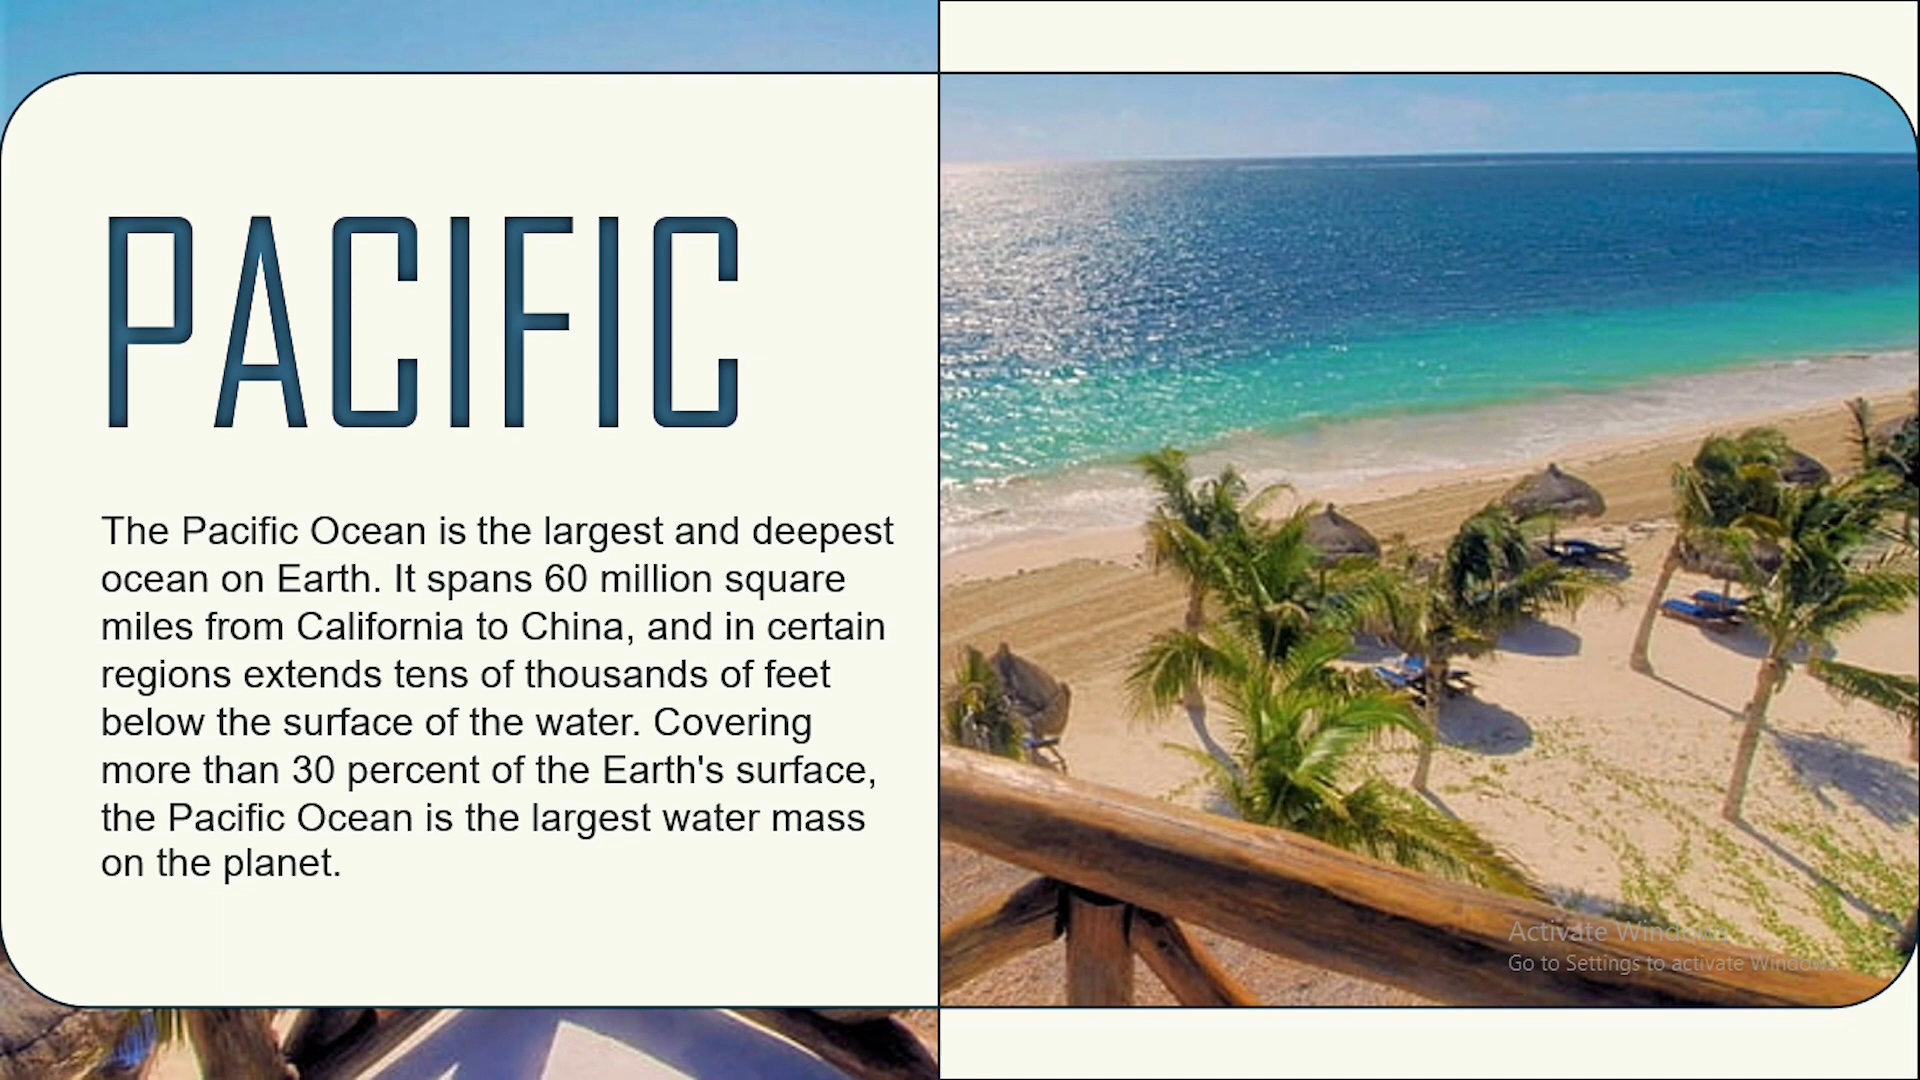 PACIFIC
The Pacific Ocean is the largest and deepest
ocean on Earth. It spans 60 million square
miles from California to China, and in certain
regions extends tens of thousands of feet
below the surface of the water. Covering
more than 30 percent of the Earth's surface,
the Pacific Ocean is the largest water mass
on the planet.
Activate Windows
Go to Settings to activate Windows.